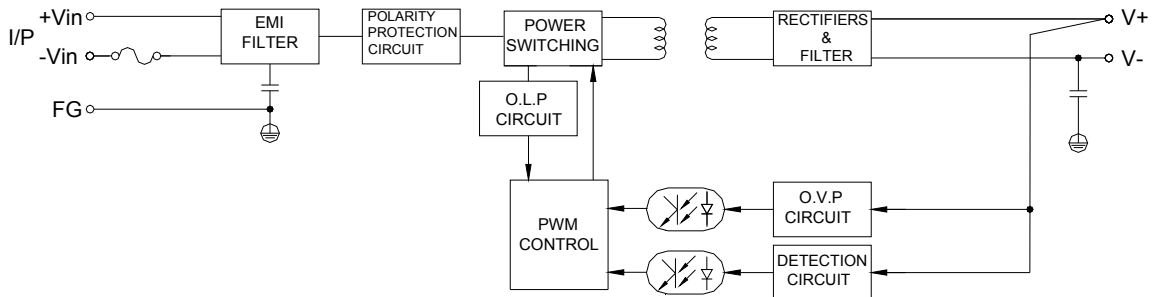 I/P
+Vin
-Vin
FG
EMI
FILTER
POLARITY
PROTECTION
CIRCUIT
POWER
SWITCHING
RECTIFIERS
&
FILTER
V+
V-
O.L.P
CIRCUIT
PWM
CONTROL
O.V.P
CIRCUIT
DETECTION
CIRCUIT